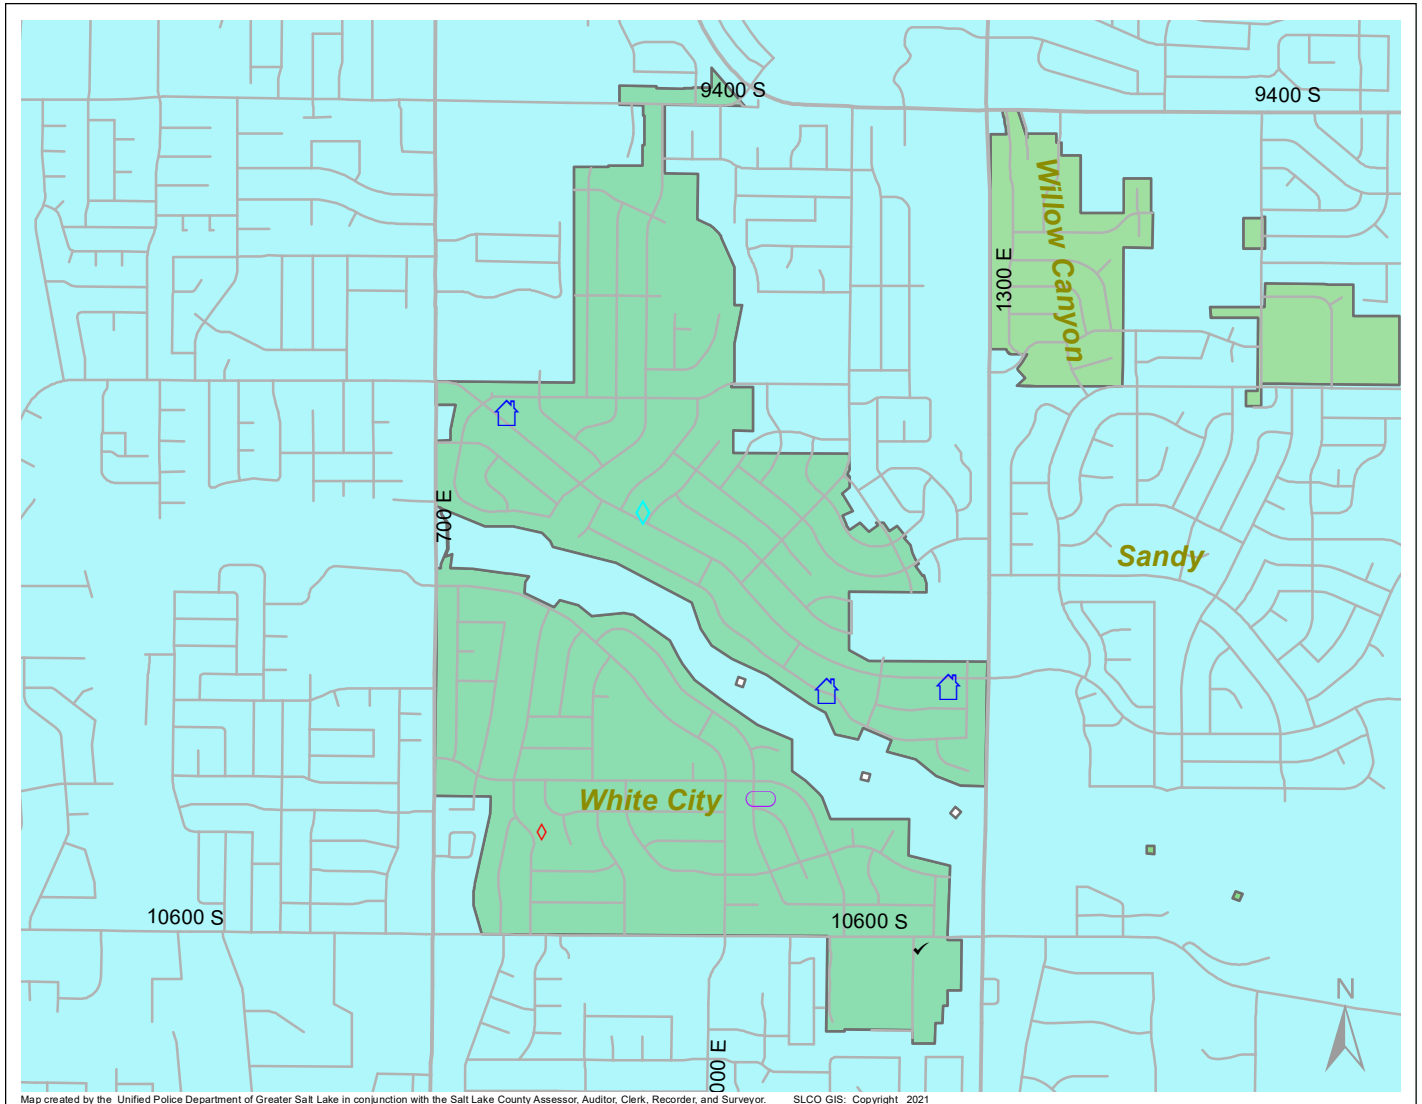 9400 S
9400 S
Willow Canyon
1300 E
700 E
Sandy
White City
10600 S
10600 S
N
000 E
Map created by the Unified Police Department of Greater Salt Lake in conjunction with the Salt Lake County Assessor, Auditor, Clerk, Recorder, and Surveyor. SLCO GIS: Copyright 2021